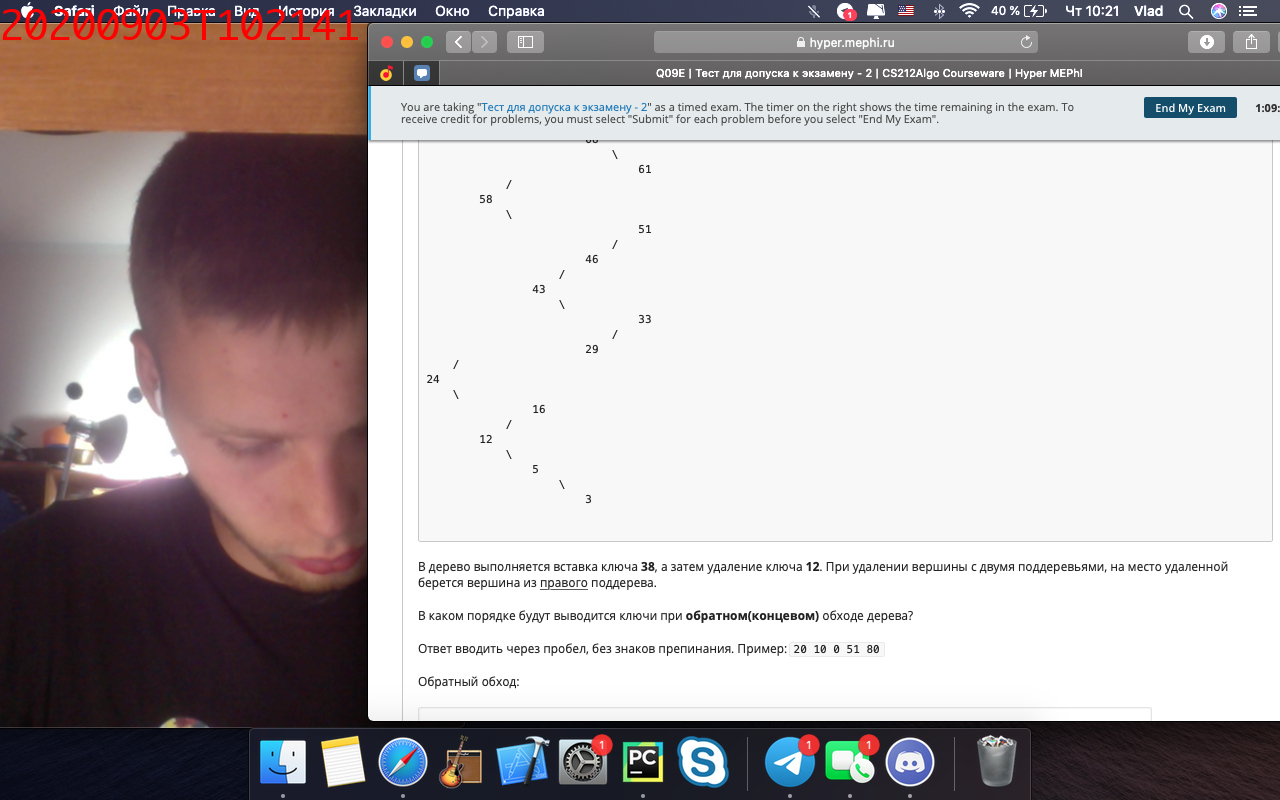 20200903T102141
Safari Файл Правка Вид История Закладки Окно Справка
1
40 % Чт 10:21 Vlad
hyper.mephi.ru
Q09E | Тест для допуска к экзамену - 2 | CS212Algo Courseware | Hyper MEPhI
You are taking "Тест для допуска к экзамену - 2" as a timed exam. The timer on the right shows the time remaining in the exam. To
receive credit for problems, you must select "Submit" for each problem before you select "End My Exam".
End My Exam
1:09:
\
61
/
58
\
51
/
46
/
43
\
33
/
29
/
24
\
16
/
12
\
5
\
3
В дерево выполняется вставка ключа 38, а затем удаление ключа 12. При удалении вершины с двумя поддеревьями, на место удаленной
берется вершина из правого поддерева.
В каком порядке будут выводится ключи при обратном(концевом) обходе дерева?
Ответ вводить через пробел, без знаков препинания. Пример: 20 10 0 51 80
Обратный обход:
1
PC
1
1